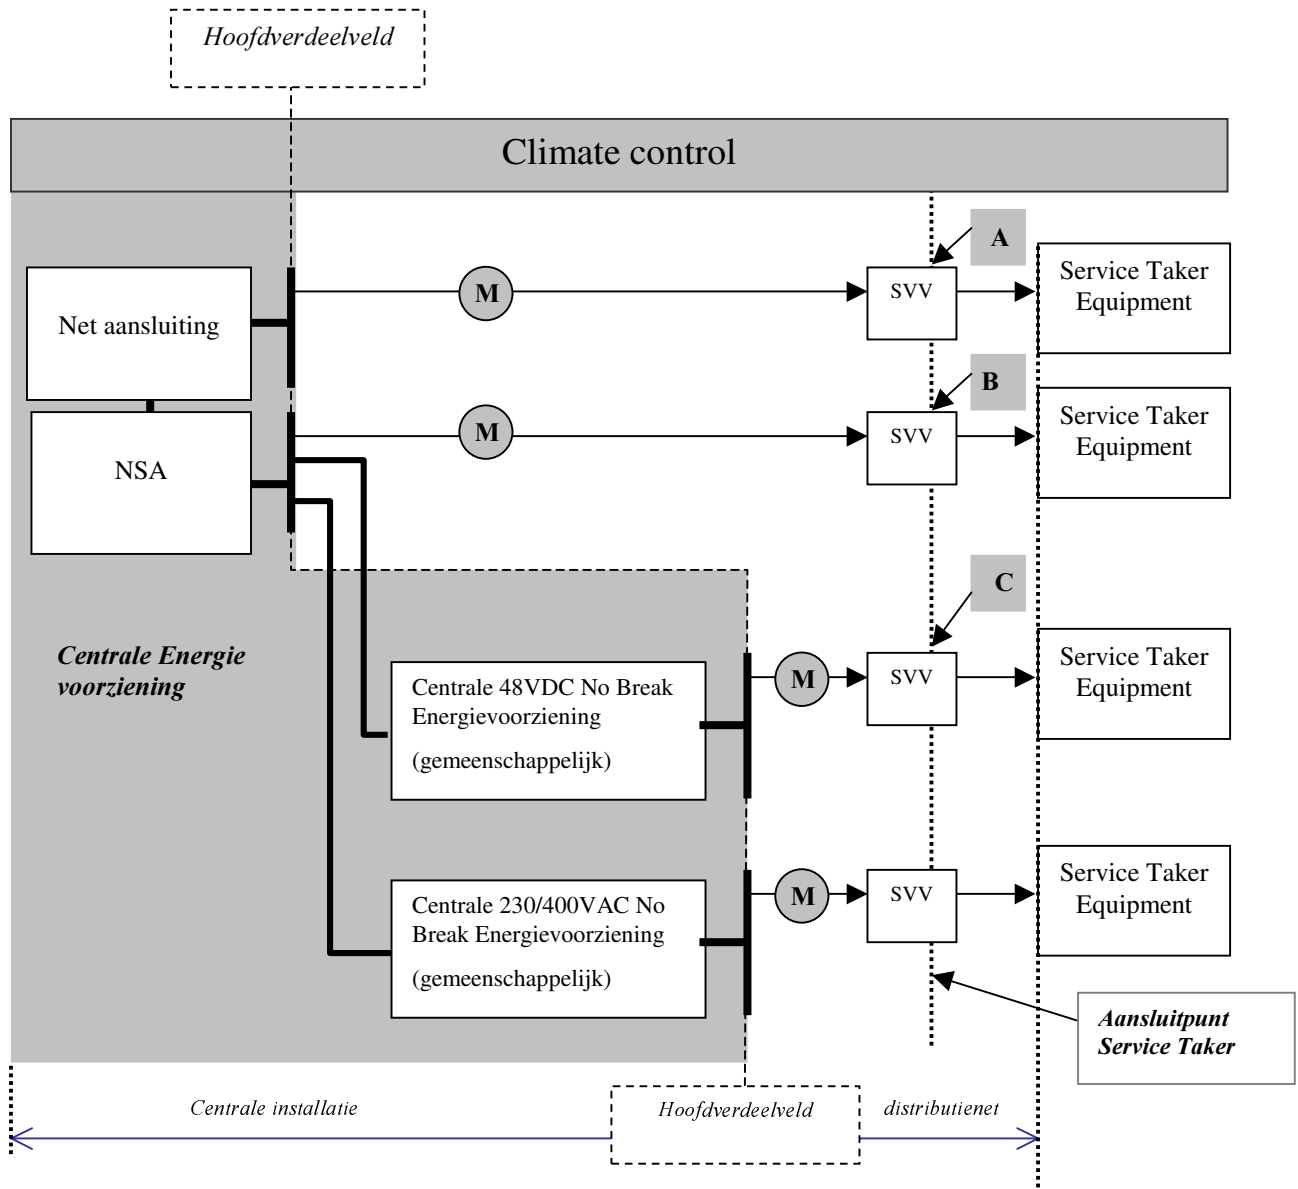 Hoofdverdeelveld
Climate control
A
Net aansluiting
M
SVV
Service Taker
Equipment
B
NSA
M
SVV
Service Taker
Equipment
C
Centrale Energie
voorziening
Centrale 48VDC No Break
Energievoorziening
(gemeenschappelijk)
M
SVV
Service Taker
Equipment
Centrale 230/400VAC No
Break Energievoorziening
(gemeenschappelijk)
M
SVV
Service Taker
Equipment
Aansluitpunt
Service Taker
Centrale installatie
Hoofdverdeelveld
distributienet